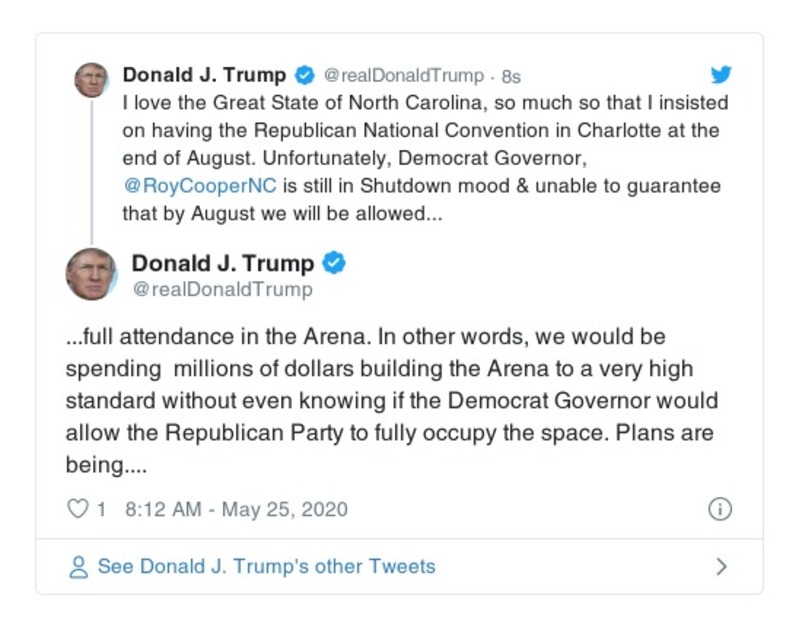 Donald J. Trump @realDonaldTrump · 8s
I love the Great State of North Carolina, so much so that I insisted
on having the Republican National Convention in Charlotte at the
end of August. Unfortunately, Democrat Governor,
@RoyCooperNC is still in Shutdown mood & unable to guarantee
that by August we will be allowed...
Donald J. Trump
@realDonaldTrump
...full attendance in the Arena. In other words, we would be
spending  millions of dollars building the Arena to a very high
standard without even knowing if the Democrat Governor would
allow the Republican Party to fully occupy the space. Plans are
being....
1 8:12 AM - May 25, 2020
See Donald J. Trump's other Tweets